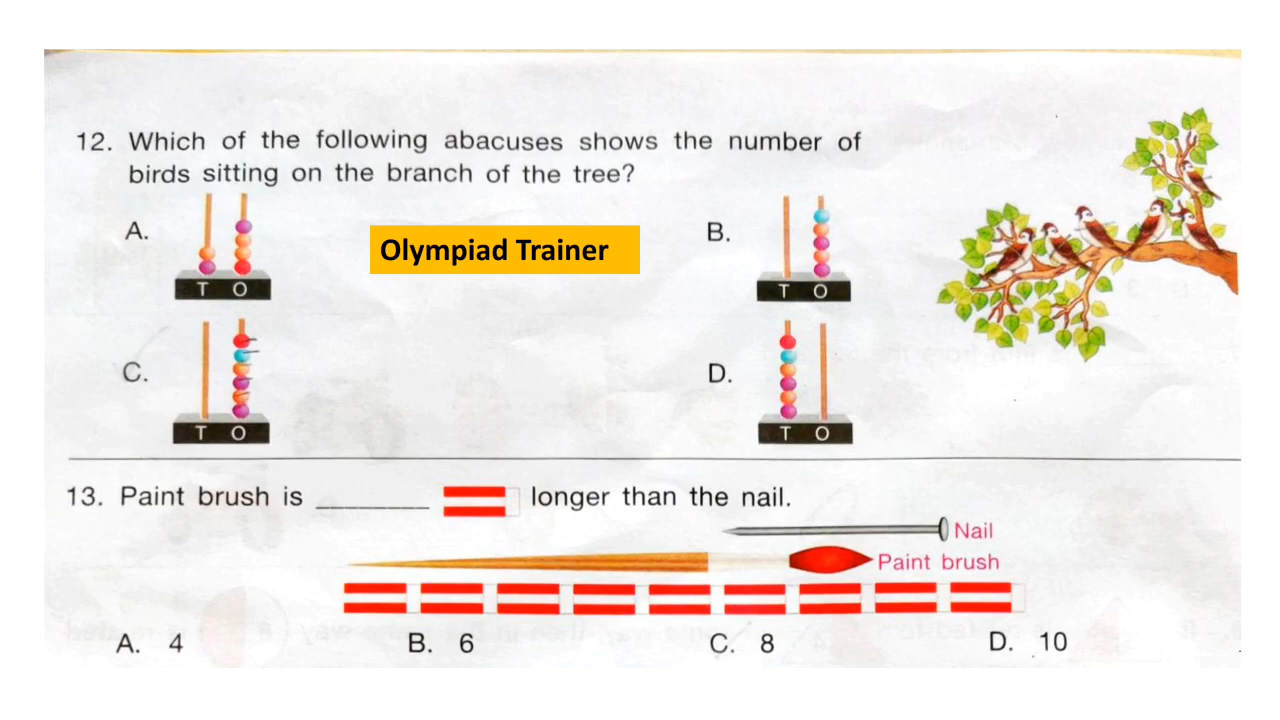 12. Which of the following abacuses shows the number of
birds sitting on the branch of the tree?
A.
T O
Olympiad Trainer
B.
T O
C.
T O
D.
T O
13. Paint brush is ________ longer than the nail.
Nail
Paint brush
A. 4 B. 6 C. 8 D. 10